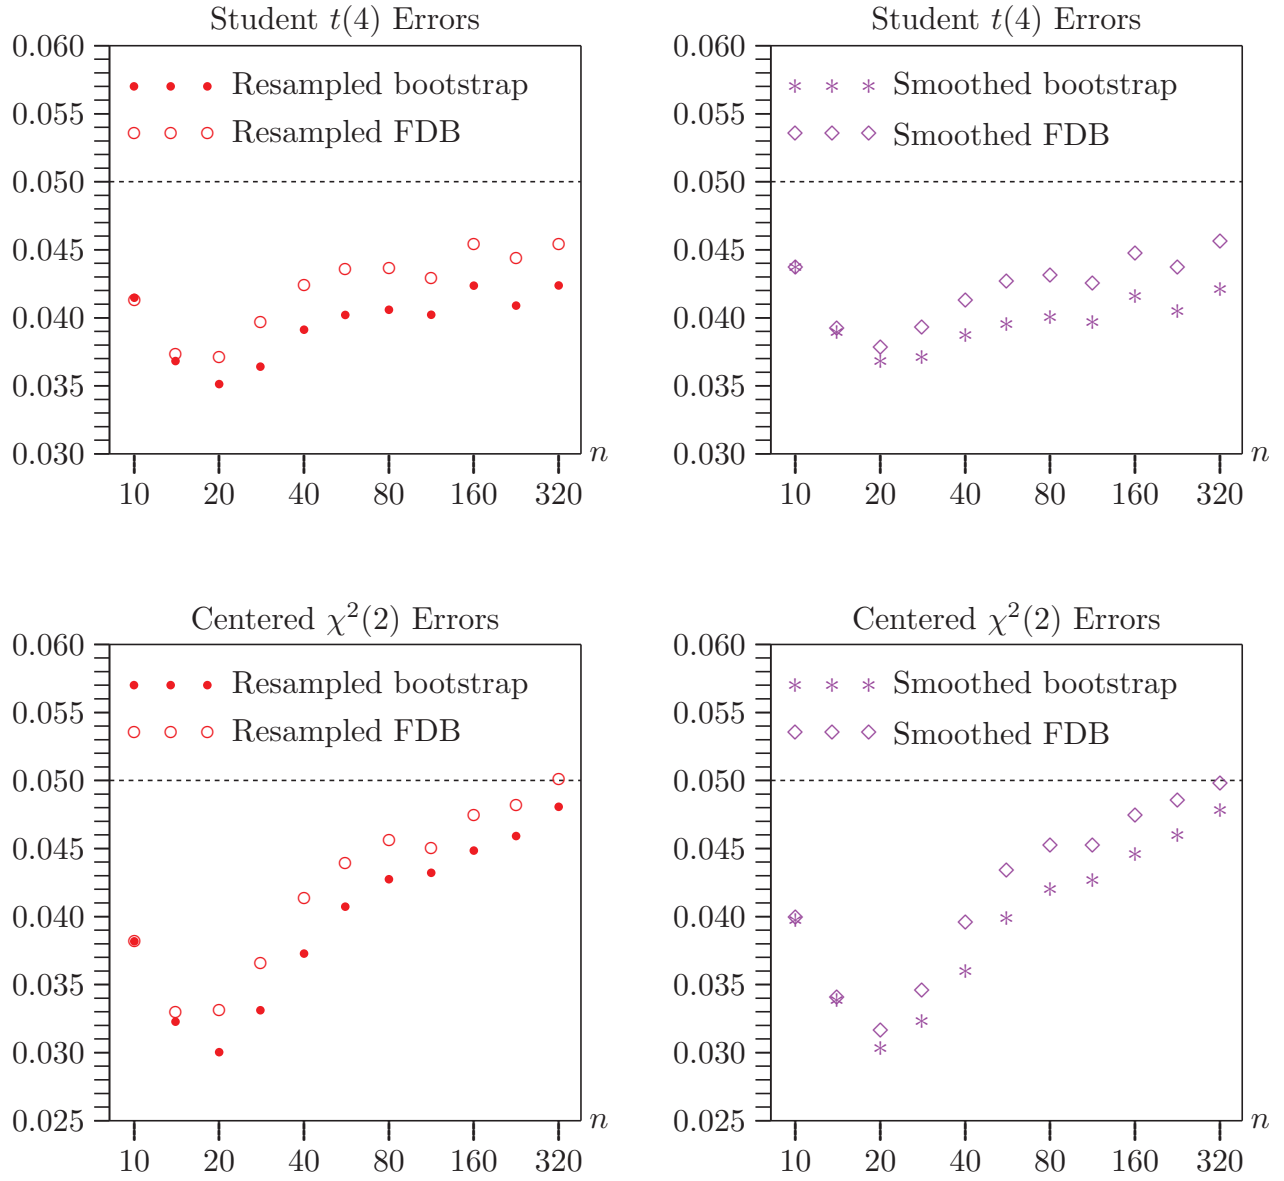 Student t(4) Errors
0.060
0.055
0.050
0.045
0.040
0.035
0.030
Resampled bootstrap
Resampled FDB
n
10 20 40 80 160 320
Student t(4) Errors
0.060
0.055
0.050
0.045
0.040
0.035
0.030
Smoothed bootstrap
Smoothed FDB
n
10 20 40 80 160 320
Centered χ²(2) Errors
0.060
0.055
0.050
0.045
0.040
0.035
0.030
0.025
Resampled bootstrap
Resampled FDB
n
10 20 40 80 160 320
Centered χ²(2) Errors
0.060
0.055
0.050
0.045
0.040
0.035
0.030
0.025
Smoothed bootstrap
Smoothed FDB
n
10 20 40 80 160 320